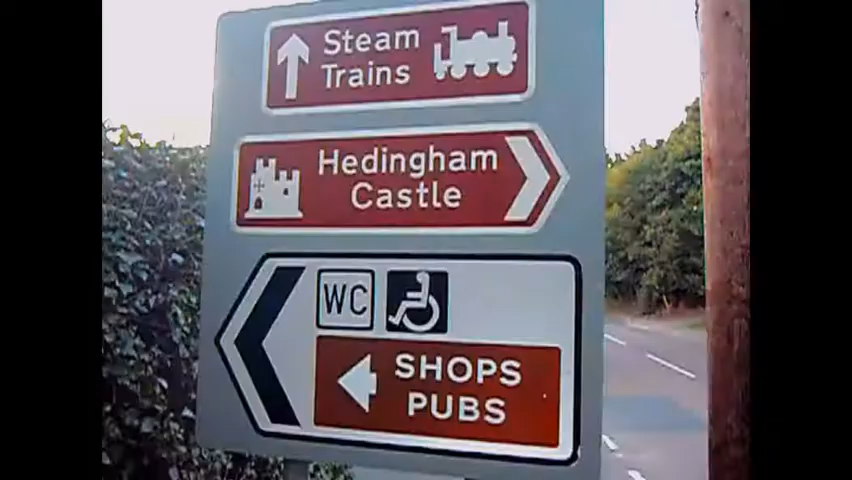 Steam
Trains
Hedingham
Castle
WC
SHOPS
PUBS